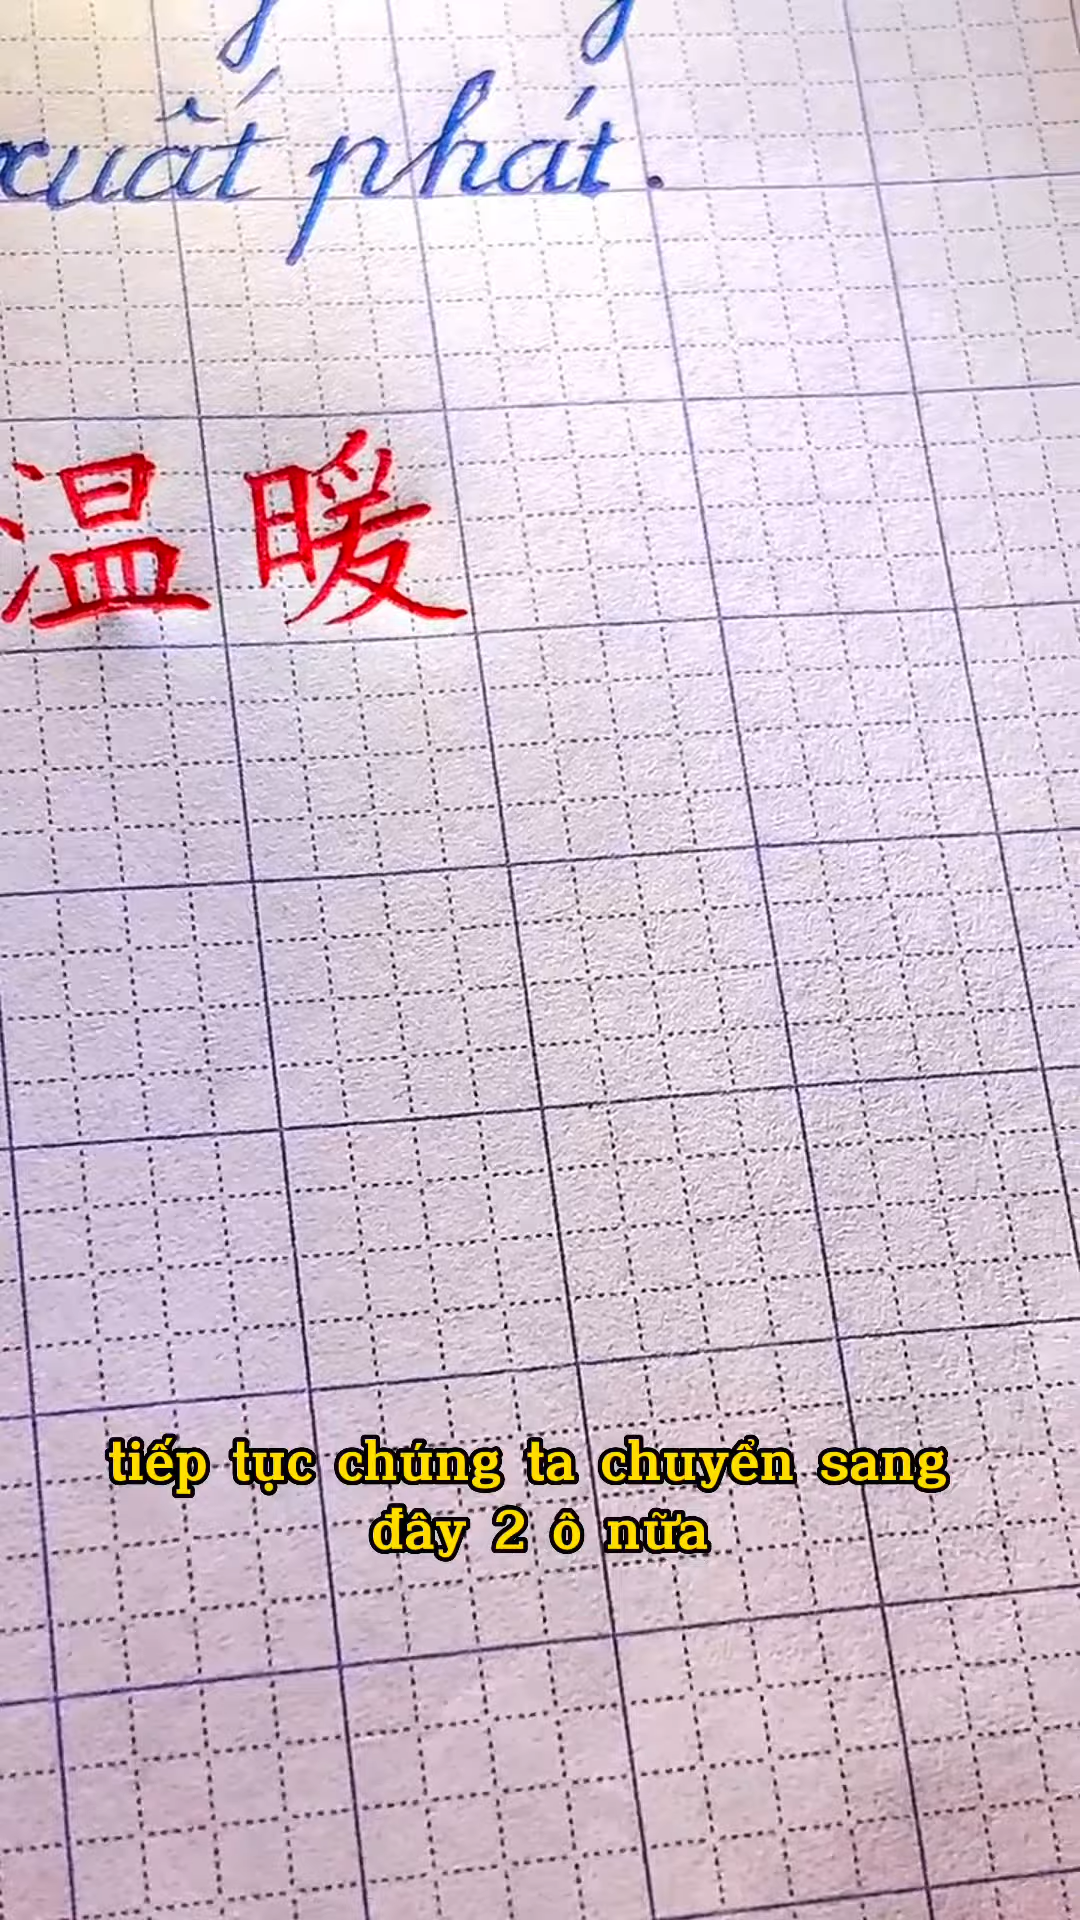 xuất phát.
温暖
tiếp tục chúng ta chuyển sang
đây 2 ô nữa